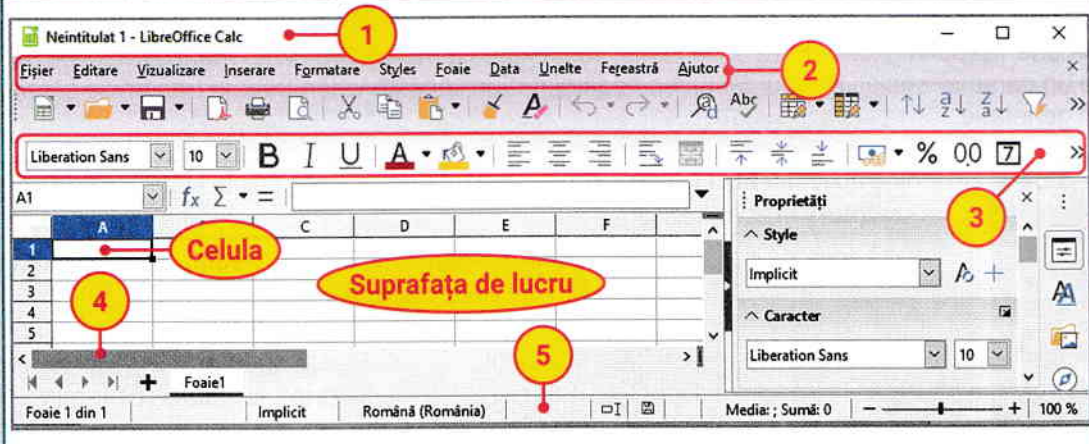 Neintitulat 1 - LibreOffice Calc
1
Fișier Editare Vizualizare Inserare Formatare Styles Foaie Data Unelte Fereastră Ajutor
2
Abc
Liberation Sans 10 B I U A % 0,0 7
3
A1 fx Σ =
Proprietăți
A C D E F
Style
1
Celula
2
Implicit
Suprafața de lucru
3
4
4
Caracter
5
5
Liberation Sans 10
Foaie1
Foaie 1 din 1 Implicit Română (România) Media: ; Sumă: 0 100 %